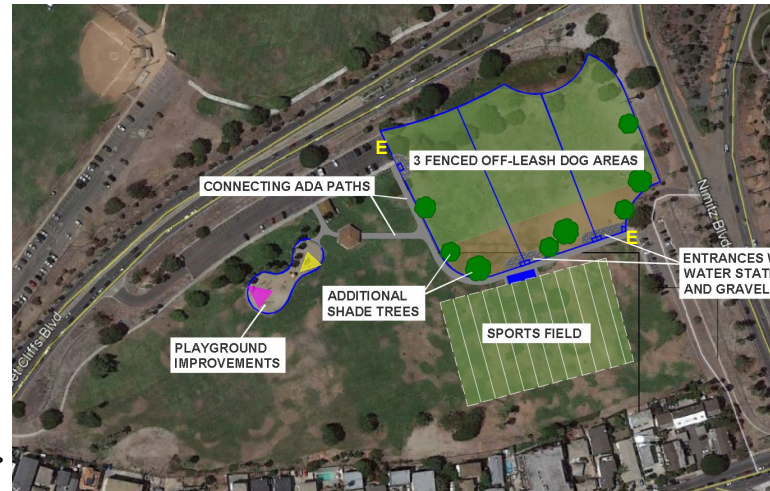 E
3 FENCED OFF-LEASH DOG AREAS
CONNECTING ADA PATHS
Nimitz Blvd
E
ENTRANCES
WATER STAT
AND GRAVEL
ADDITIONAL
SHADE TREES
SPORTS FIELD
PLAYGROUND
IMPROVEMENTS
et Cliffs Blvd